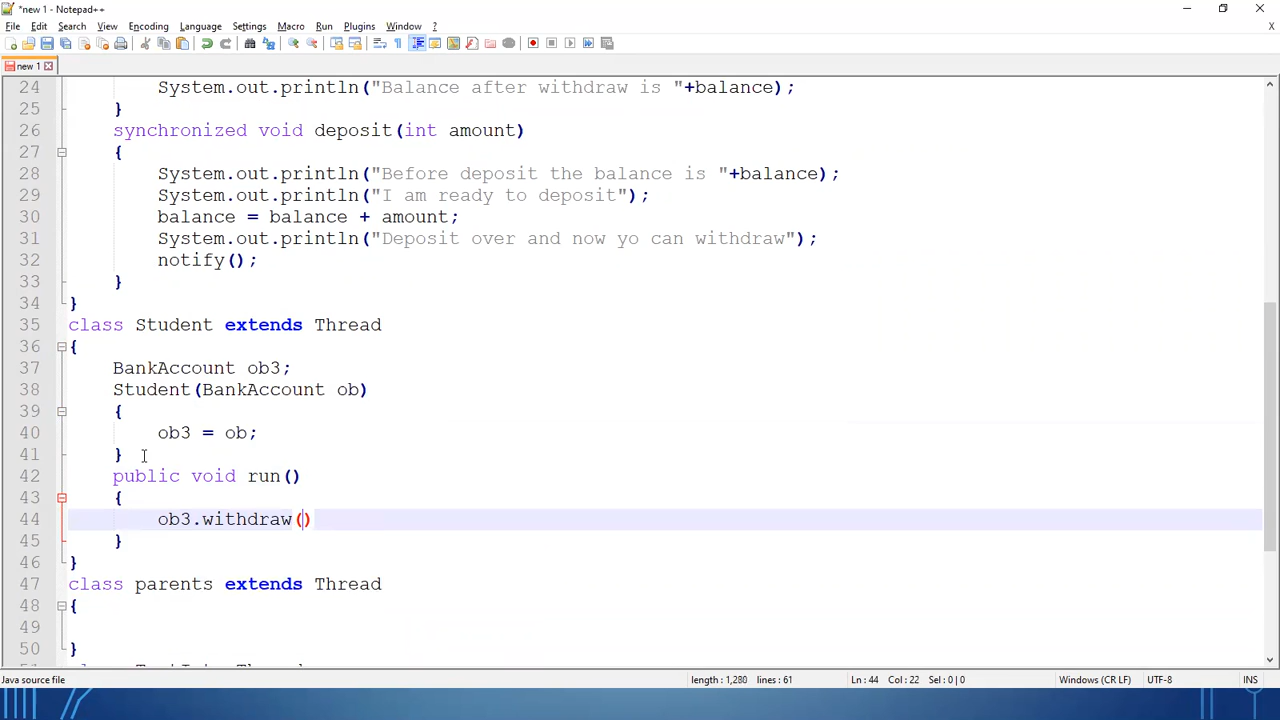 *new 1 - Notepad++
File Edit Search View Encoding Language Settings Macro Run Plugins Window ?
new 1
24 System.out.println("Balance after withdraw is "+balance);
25 }
26 synchronized void deposit(int amount)
27 {
28 System.out.println("Before deposit the balance is "+balance);
29 System.out.println("I am ready to deposit");
30 balance = balance + amount;
31 System.out.println("Deposit over and now yo can withdraw");
32 notify();
33 }
34 }
35 class Student extends Thread
36 {
37 BankAccount ob3;
38 Student(BankAccount ob)
39 {
40 ob3 = ob;
41 }
42 public void run()
43 {
44 ob3.withdraw()
45 }
46 }
47 class parents extends Thread
48 {
49
50 }
Java source file length : 1,280 lines : 61 Ln : 44 Col : 22 Sel : 0 | 0 Windows (CR LF) UTF-8 INS